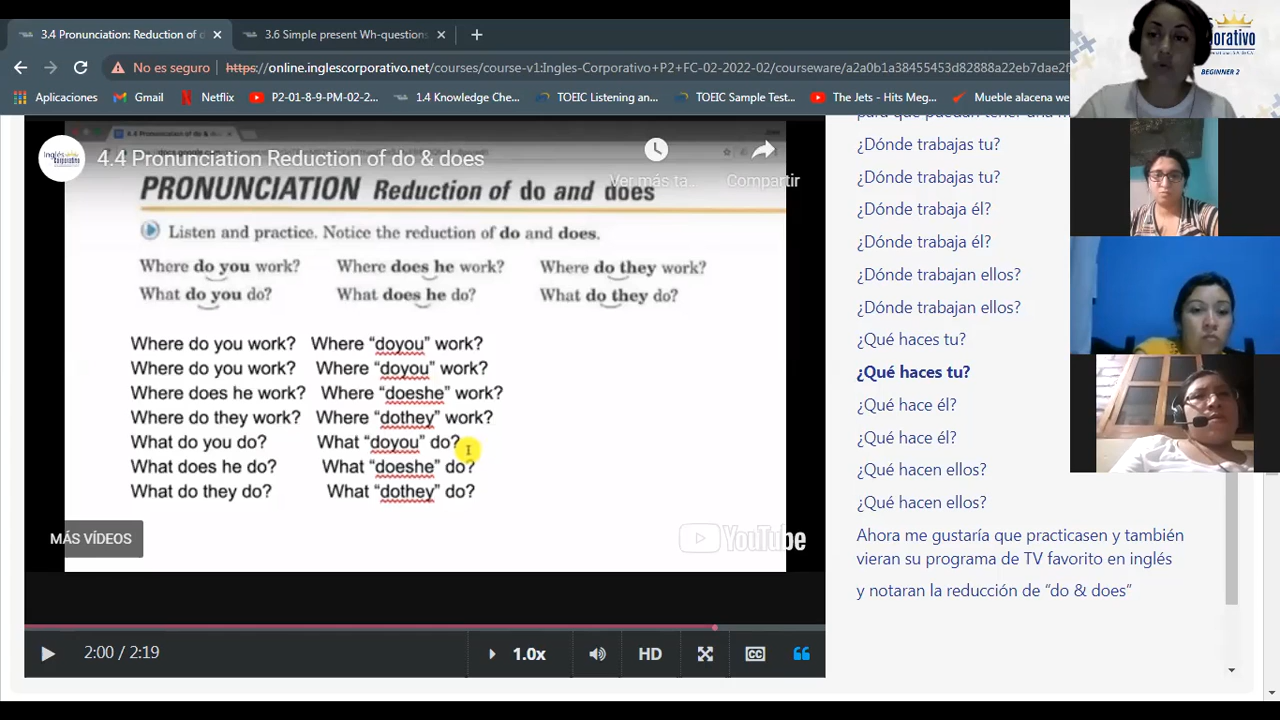 3.4 Pronunciation: Reduction of d
3.6 Simple present Wh-questions
No es seguro
https://online.inglescorporativo.net/courses/course-v1:Ingles-Corporativo+P2+FC-02-2022-02/courseware/a2a0b1a38455453d82888a22eb7dae2f
Aplicaciones Gmail Netflix P2-01-8-9-PM-02-2... 1.4 Knowledge Che... TOEIC Listening an... TOEIC Sample Test... The Jets - Hits Meg... Mueble alacena we
orporativo
BEGINNER 2
Inglés Corporativo
4.4 Pronunciation Reduction of do & does
Ver más ta... Compartir
PRONUNCIATION Reduction of do and does
Listen and practice. Notice the reduction of do and does.
Where do you work? Where does he work? Where do they work?
What do you do? What does he do? What do they do?
Where do you work? Where “doyou” work?
Where do you work? Where “doyou” work?
Where does he work? Where “doeshe” work?
Where do they work? Where “dothey” work?
What do you do? What “doyou” do?
What does he do? What “doeshe” do?
What do they do? What “dothey” do?
MÁS VÍDEOS
YouTube
2:00 / 2:19
1.0x
HD
CC
¿Dónde trabajas tu?
¿Dónde trabajas tu?
¿Dónde trabaja él?
¿Dónde trabaja él?
¿Dónde trabajan ellos?
¿Dónde trabajan ellos?
¿Qué haces tu?
¿Qué haces tu?
¿Qué hace él?
¿Qué hace él?
¿Qué hacen ellos?
¿Qué hacen ellos?
Ahora me gustaría que practicasen y también
vieran su programa de TV favorito en inglés
y notaran la reducción de “do & does”